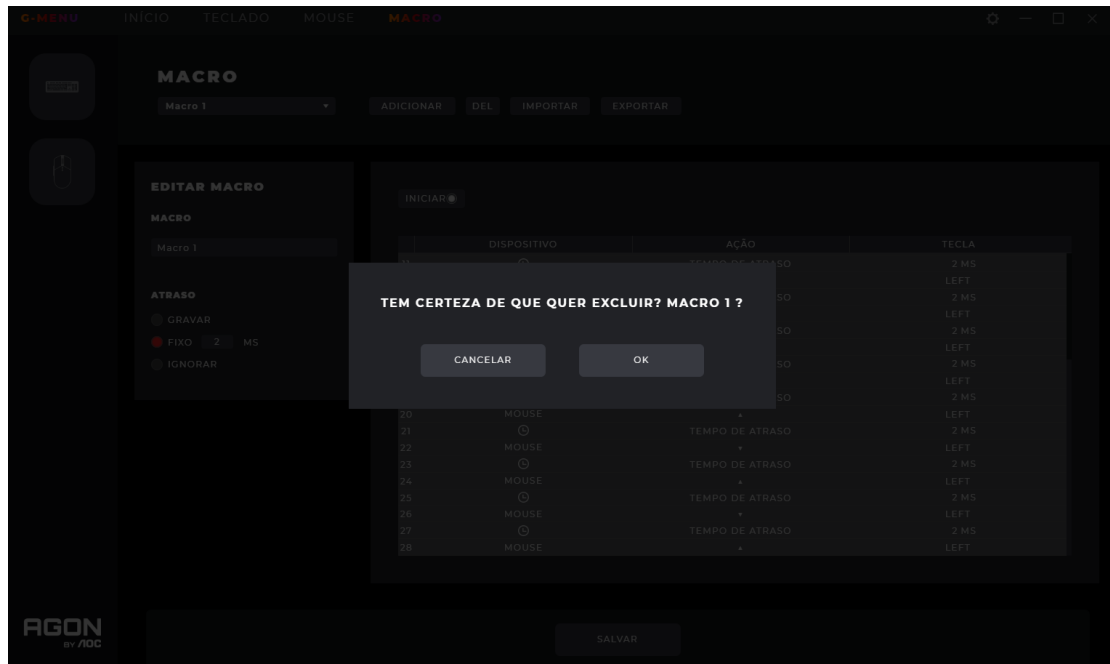 G-MENU INÍCIO TECLADO MOUSE MACRO
MACRO
Macro 1 ADICIONAR DEL IMPORTAR EXPORTAR
EDITAR MACRO
MACRO
Macro 1
ATRASO
GRAVAR
FIXO 2 MS
IGNORAR
INICIAR
DISPOSITIVO AÇÃO TECLA
11 TEMPO DE ATRASO 2 MS
LEFT
SO 2 MS
LEFT
SO 2 MS
LEFT
SO 2 MS
LEFT
SO 2 MS
TEM CERTEZA DE QUE QUER EXCLUIR? MACRO 1 ?
CANCELAR OK
20 MOUSE LEFT
21 TEMPO DE ATRASO 2 MS
22 MOUSE LEFT
23 TEMPO DE ATRASO 2 MS
24 MOUSE LEFT
25 TEMPO DE ATRASO 2 MS
26 MOUSE LEFT
27 TEMPO DE ATRASO 2 MS
28 MOUSE LEFT
SALVAR
AGON
BY AOC